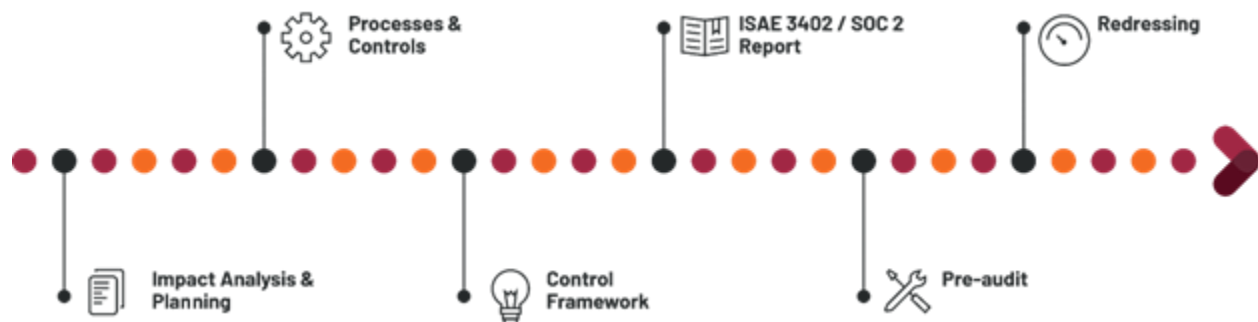 Processes &
Controls
ISAE 3402 / SOC 2
Report
Redressing
Impact Analysis &
Planning
Control
Framework
Pre-audit